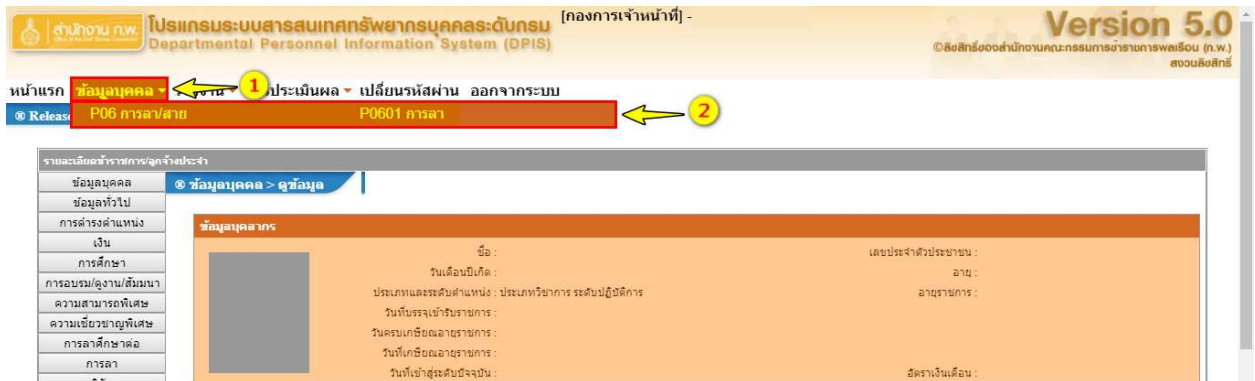 สำนักงาน ก.พ. โปรแกรมระบบสารสนเทศทรัพยากรบุคคลระดับกรม [กองการเจ้าหน้าที่] - Version 5.0
Departmental Personnel Information System (DPIS)
©ลิขสิทธิ์ของสำนักงานคณะกรรมการข้าราชการพลเรือน (ก.พ.)
สงวนลิขสิทธิ์
หน้าแรก ข้อมูลบุคคล 1 ประเมินผล เปลี่ยนรหัสผ่าน ออกจากระบบ
® Release P06 การลา/สาย P0601 การลา 2
รายละเอียดข้าราชการ/ลูกจ้างประจำ
ข้อมูลบุคคล ® ข้อมูลบุคคล > ดูข้อมูล
ข้อมูลทั่วไป
การดำรงตำแหน่ง ข้อมูลบุคลากร
เงิน ชื่อ : เลขประจำตัวประชาชน :
การศึกษา วันเดือนปีเกิด : อายุ :
การอบรม/ดูงาน/สัมมนา ประเภทและระดับตำแหน่ง : ประเภทวิชาการ ระดับปฏิบัติการ อายุราชการ :
ความสามารถพิเศษ วันที่บรรจุเข้ารับราชการ :
ความเชี่ยวชาญพิเศษ วันครบเกษียณอายุราชการ :
การลาศึกษาต่อ วันที่เกษียณอายุราชการ :
การลา วันที่เข้าสู่ระดับปัจจุบัน : อัตราเงินเดือน :